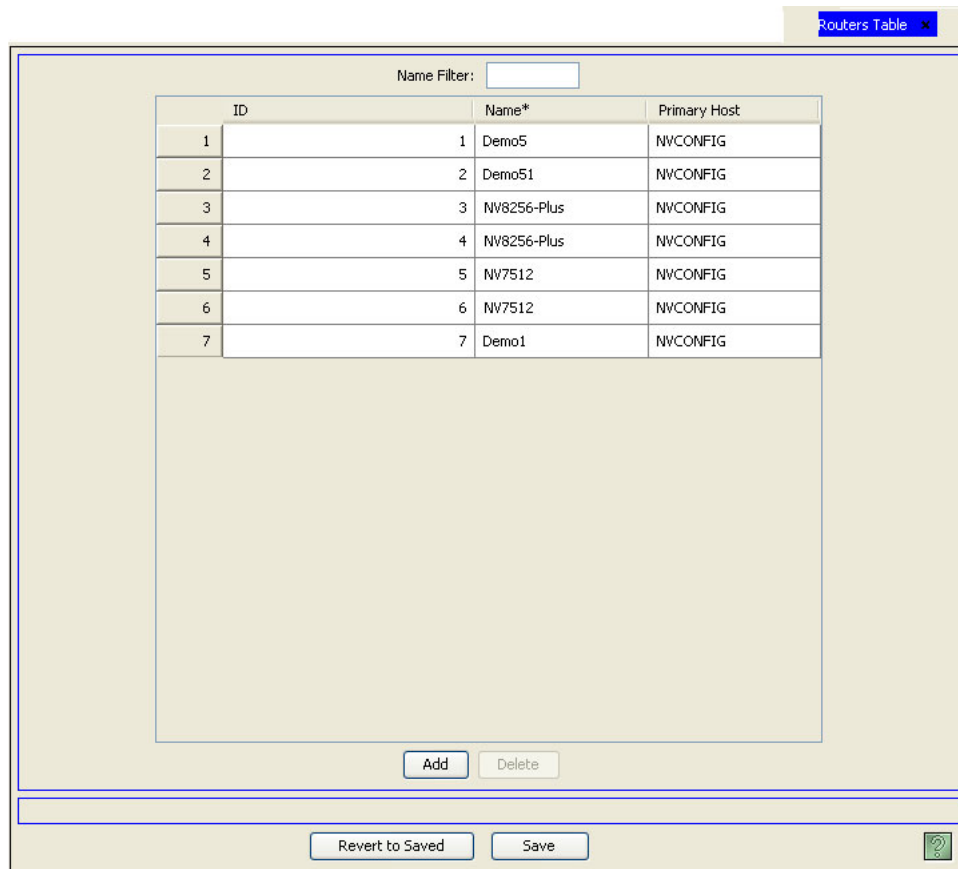 Routers Table ×
Name Filter:
ID Name* Primary Host
1 1 Demo5 NVCONFIG
2 2 Demo51 NVCONFIG
3 3 NV8256-Plus NVCONFIG
4 4 NV8256-Plus NVCONFIG
5 5 NV7512 NVCONFIG
6 6 NV7512 NVCONFIG
7 7 Demo1 NVCONFIG
Add Delete
Revert to Saved Save ?